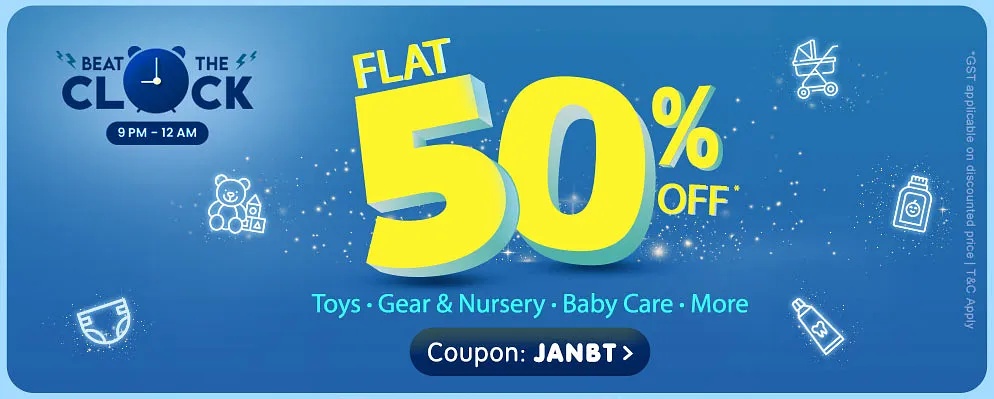 BEAT THE
CLOCK
9 PM - 12 AM
FLAT
50%
OFF*
Toys · Gear & Nursery · Baby Care · More
Coupon: JANBT >
*GST applicable on discounted price | T&C Apply